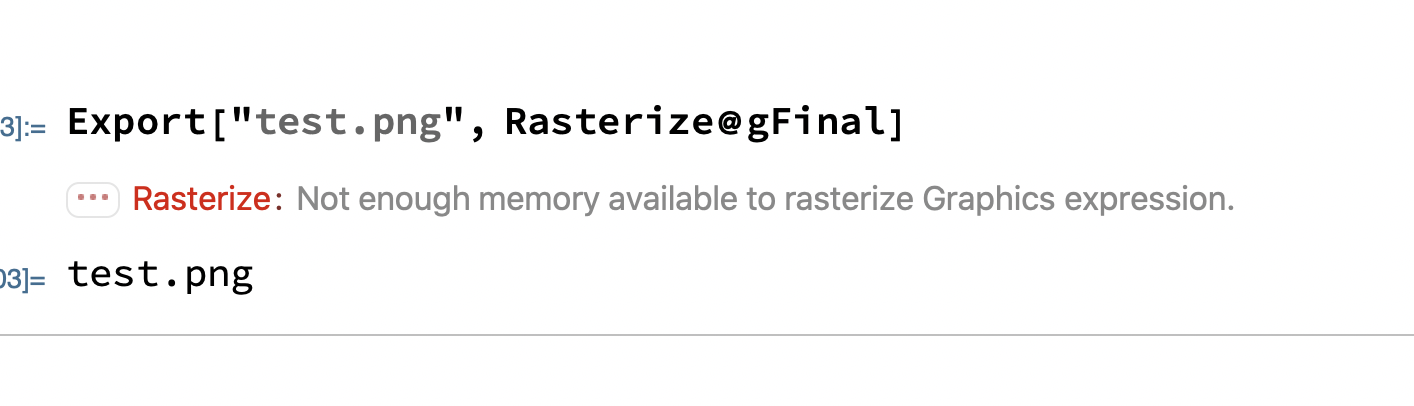 3]:= Export["test.png", Rasterize@gFinal]
··· Rasterize: Not enough memory available to rasterize Graphics expression.
03]= test.png